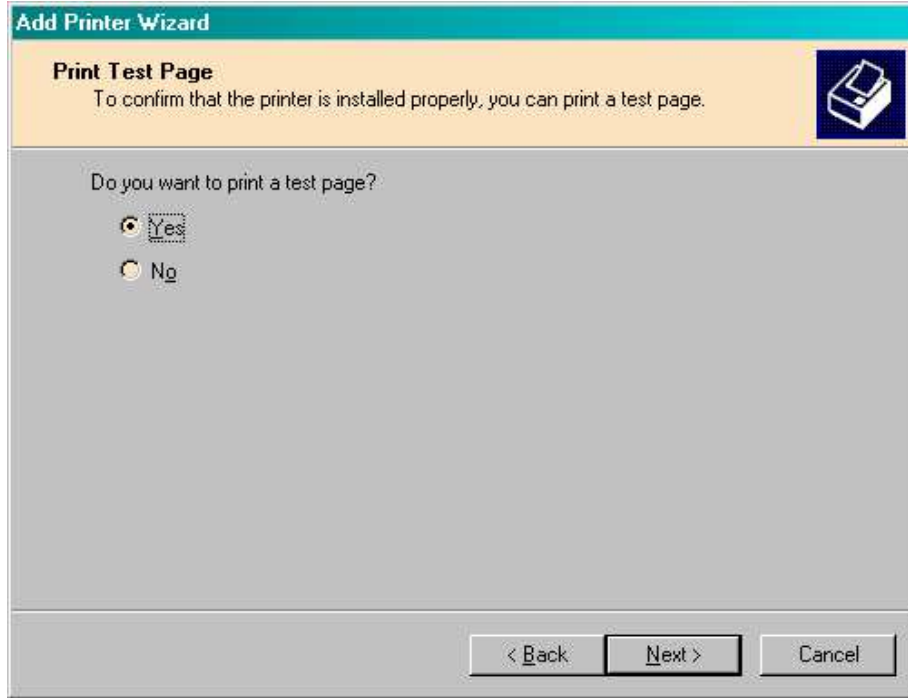 Add Printer Wizard
Print Test Page
To confirm that the printer is installed properly, you can print a test page.
Do you want to print a test page?
Yes
No
< Back Next > Cancel